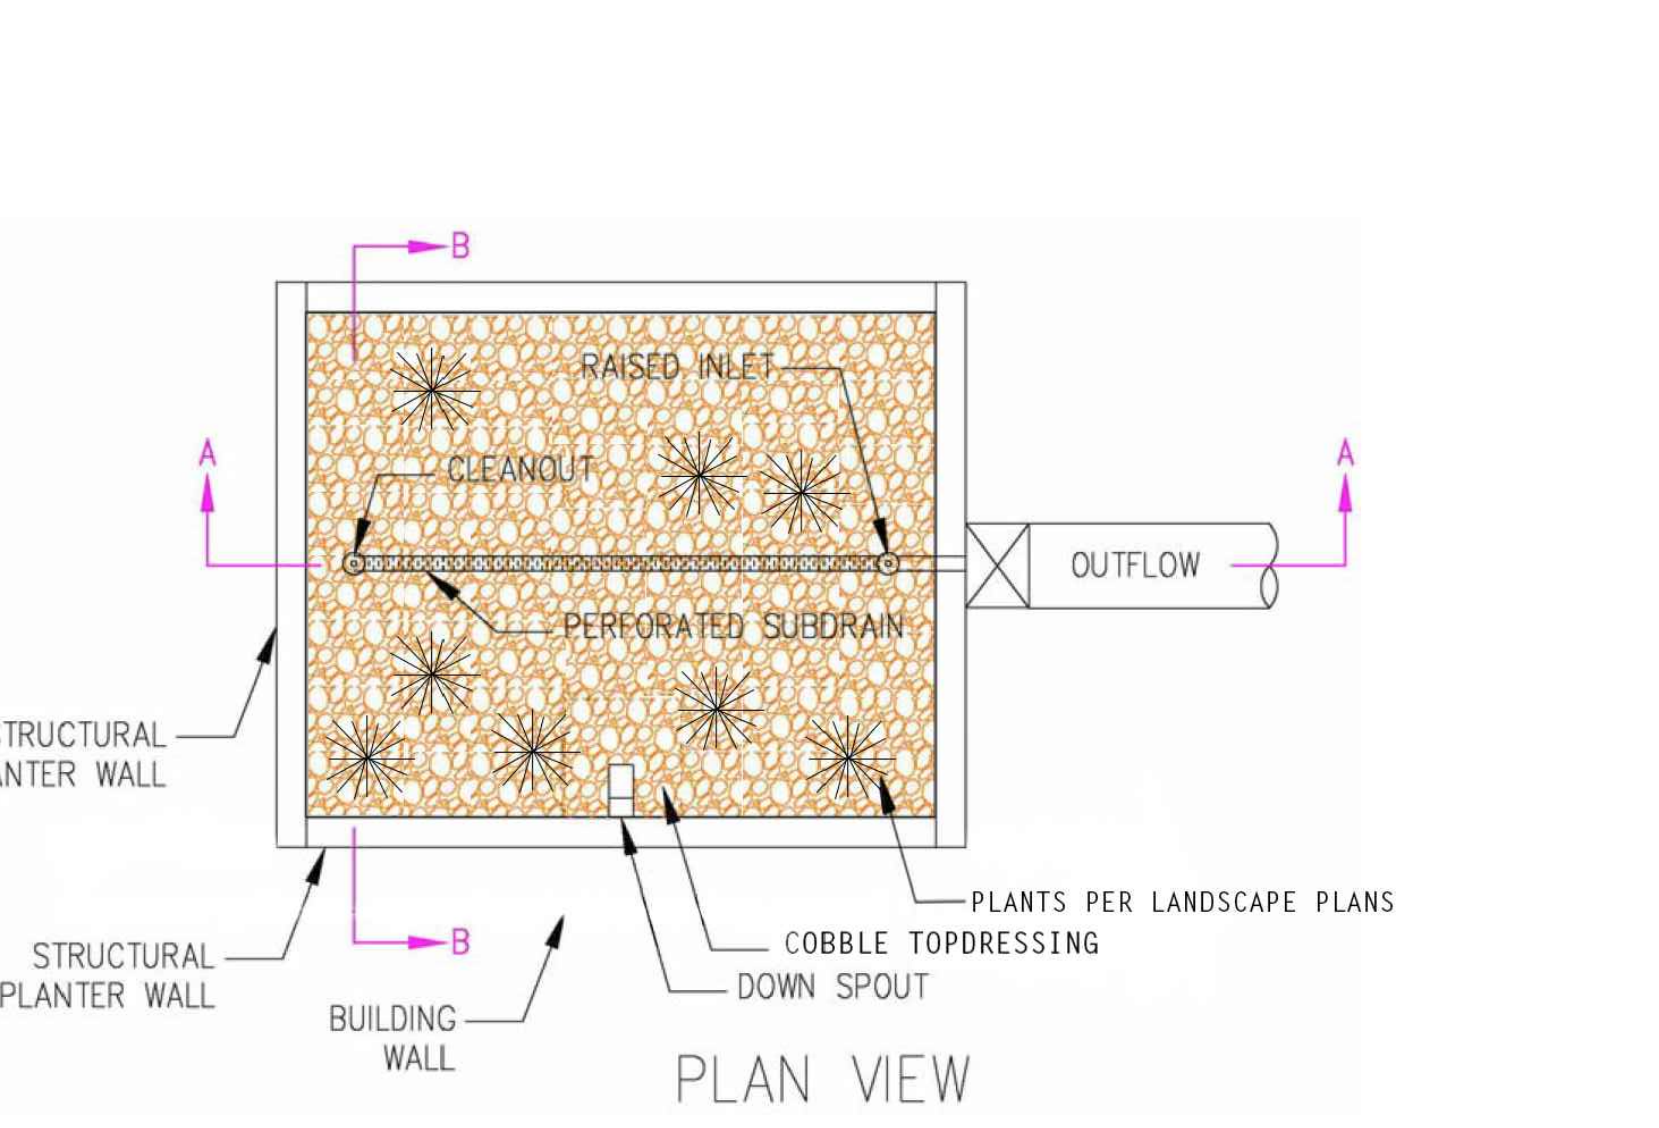 B
RAISED INLET
A
A
CLEANOUT
OUTFLOW
PERFORATED SUBDRAIN
TRUCTURAL
ANTER WALL
PLANTS PER LANDSCAPE PLANS
B
COBBLE TOPDRESSING
STRUCTURAL
PLANTER WALL
DOWN SPOUT
BUILDING
WALL
PLAN VIEW